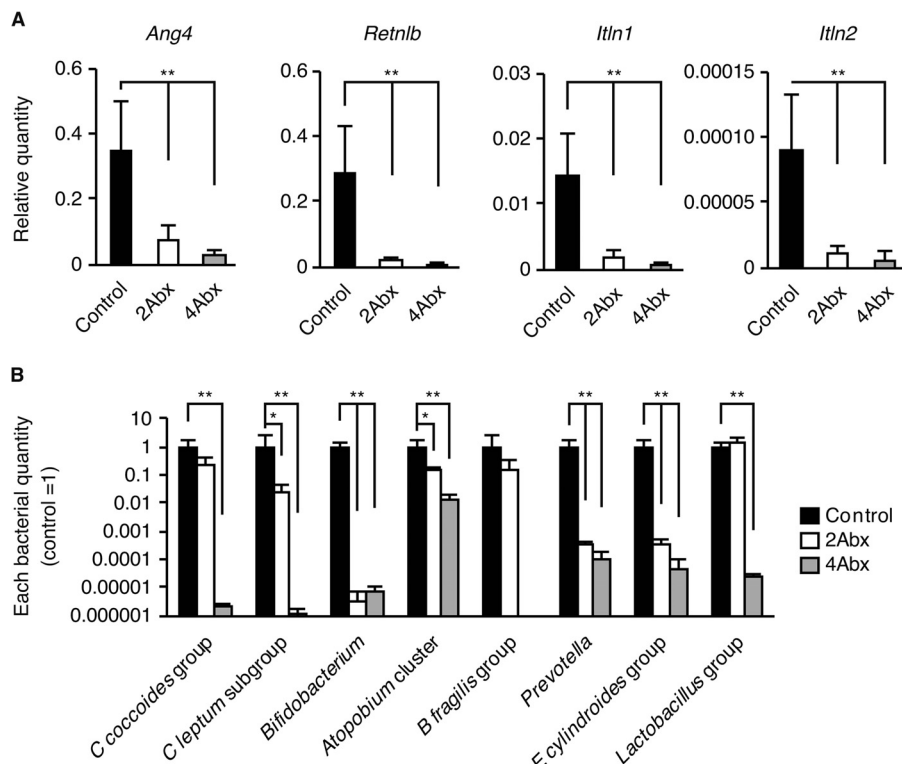 A
Ang4
Retnlb
Itln1
Itln2
Relative quantity
0.6
0.4
0.2
0
**
Control
2Abx
4Abx
0.6
0.4
0.2
0
**
Control
2Abx
4Abx
0.03
0.02
0.01
0
**
Control
2Abx
4Abx
0.00015
0.00010
0.00005
0
**
Control
2Abx
4Abx
B
Each bacterial quantity
(control =1)
10
1
0.1
0.01
0.001
0.0001
0.00001
0.000001
**
**
*
**
**
*
**
**
**
C coccoides group
C leptum subgroup
Bifidobacterium
Atopobium cluster
B fragilis group
Prevotella
E.cylindroides group
Lactobacillus group
Control
2Abx
4Abx